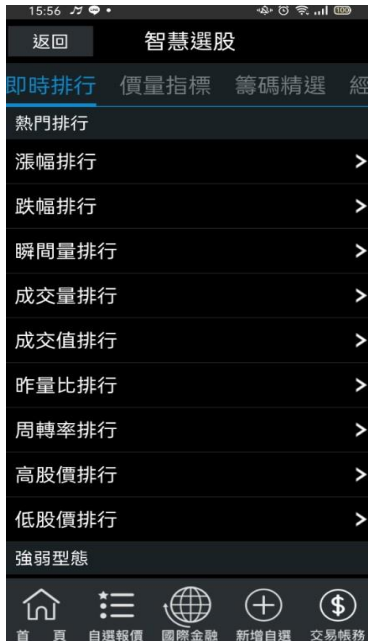 15:56
100
返回 智慧選股
即時排行 價量指標 籌碼精選 經
熱門排行
漲幅排行
跌幅排行
瞬間量排行
成交量排行
成交值排行
昨量比排行
周轉率排行
高股價排行
低股價排行
強弱型態
首 頁 自選報價 國際金融 新增自選 交易帳務